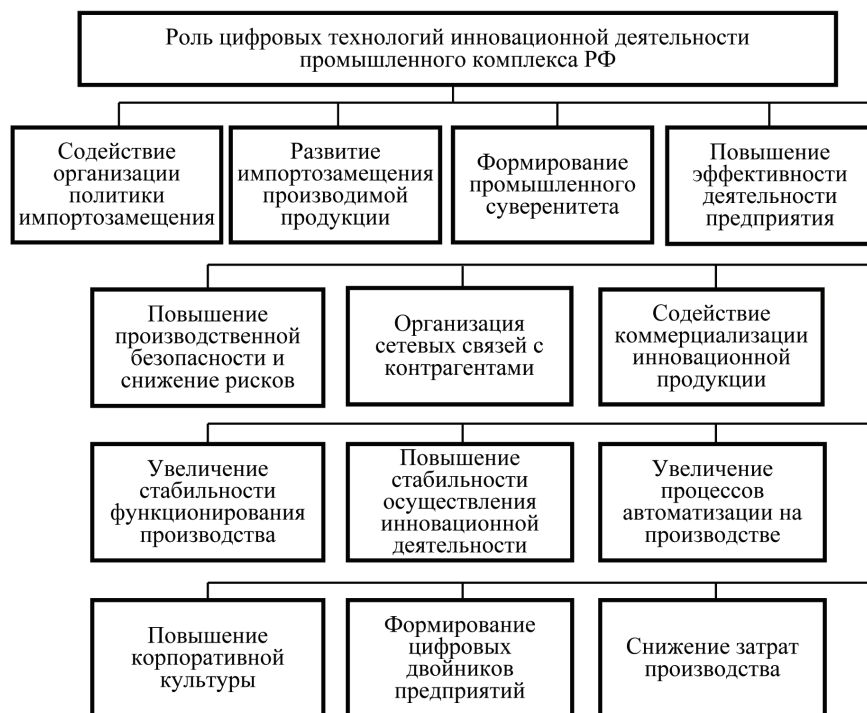 Роль цифровых технологий инновационной деятельности
промышленного комплекса РФ
Содействие
организации
политики
импортозамещения
Развитие
импортозамещения
производимой
продукции
Формирование
промышленного
суверенитета
Повышение
эффективности
деятельности
предприятия
Повышение
производственной
безопасности и
снижение рисков
Организация
сетевых связей с
контрагентами
Содействие
коммерциализации
инновационной
продукции
Увеличение
стабильности
функционирования
производства
Повышение
стабильности
осуществления
инновационной
деятельности
Увеличение
процессов
автоматизации на
производстве
Повышение
корпоративной
культуры
Формирование
цифровых
двойников
предприятий
Снижение затрат
производства